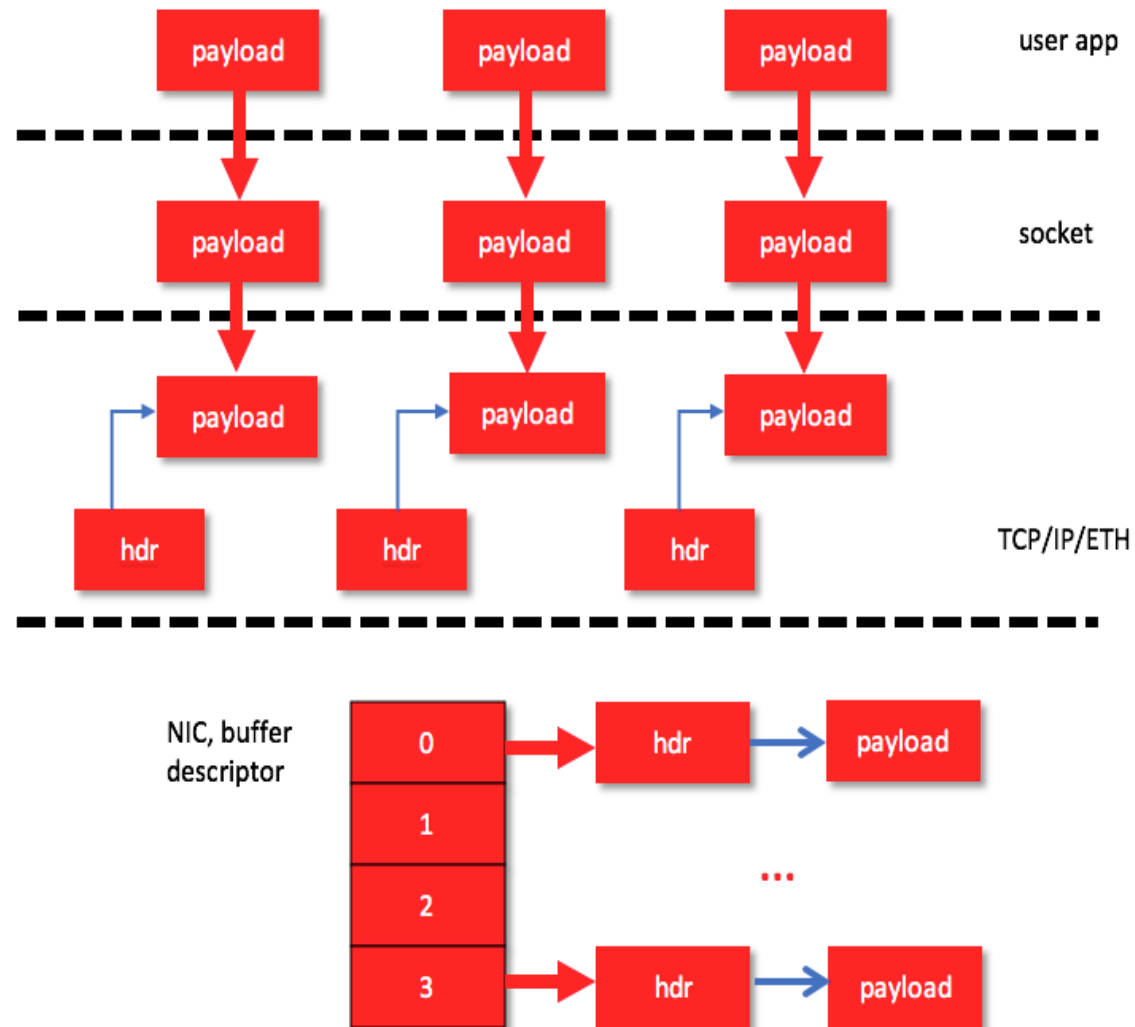 payload
payload
payload
user app
payload
payload
payload
socket
payload
payload
payload
hdr
hdr
hdr
TCP/IP/ETH
NIC, buffer
descriptor
0
hdr
payload
1
2
...
3
hdr
payload